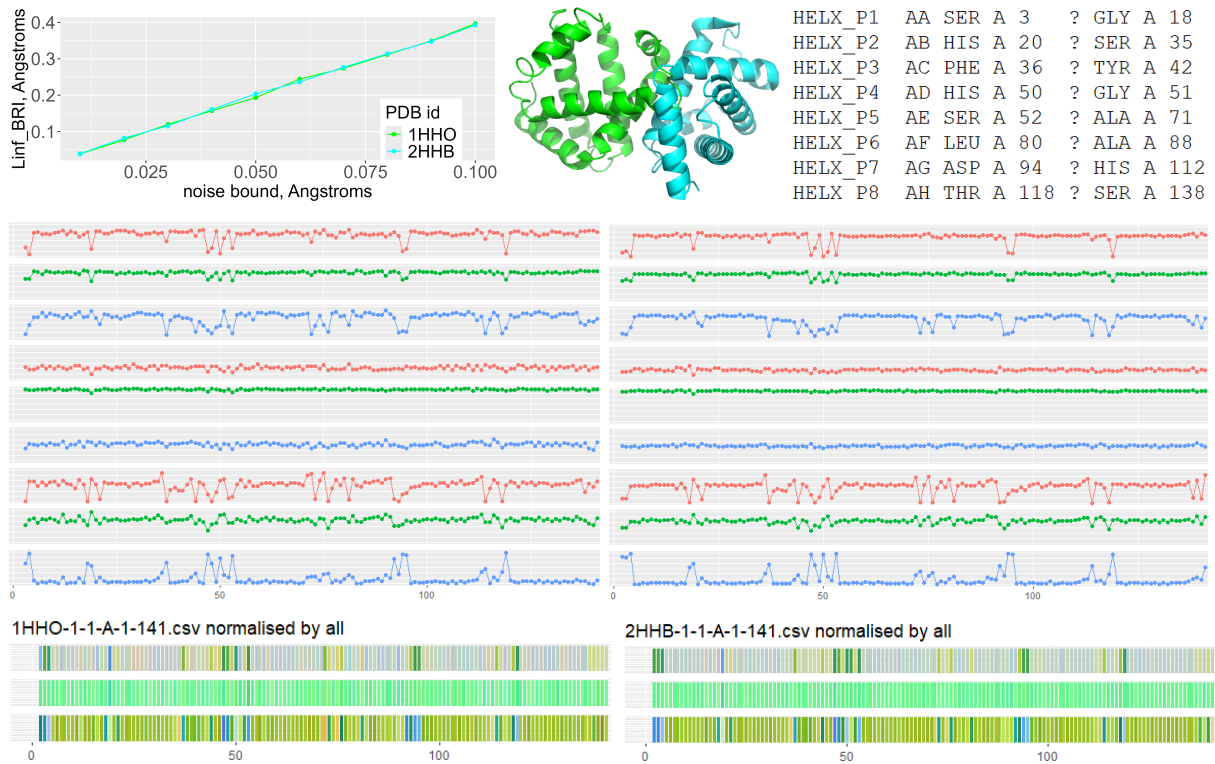 Linf_BRI, Angstroms
0.4
0.3
0.2
0.1
PDB id
1HHO
2HHB
0.025 0.050 0.075 0.100
noise bound, Angstroms
HELX_P1 AA SER A 3 ? GLY A 18
HELX_P2 AB HIS A 20 ? SER A 35
HELX_P3 AC PHE A 36 ? TYR A 42
HELX_P4 AD HIS A 50 ? GLY A 51
HELX_P5 AE SER A 52 ? ALA A 71
HELX_P6 AF LEU A 80 ? ALA A 88
HELX_P7 AG ASP A 94 ? HIS A 112
HELX_P8 AH THR A 118 ? SER A 138
0 50 100
0 50 100
1HHO-1-1-A-1-141.csv normalised by all
0 50 100
2HHB-1-1-A-1-141.csv normalised by all
0 50 100